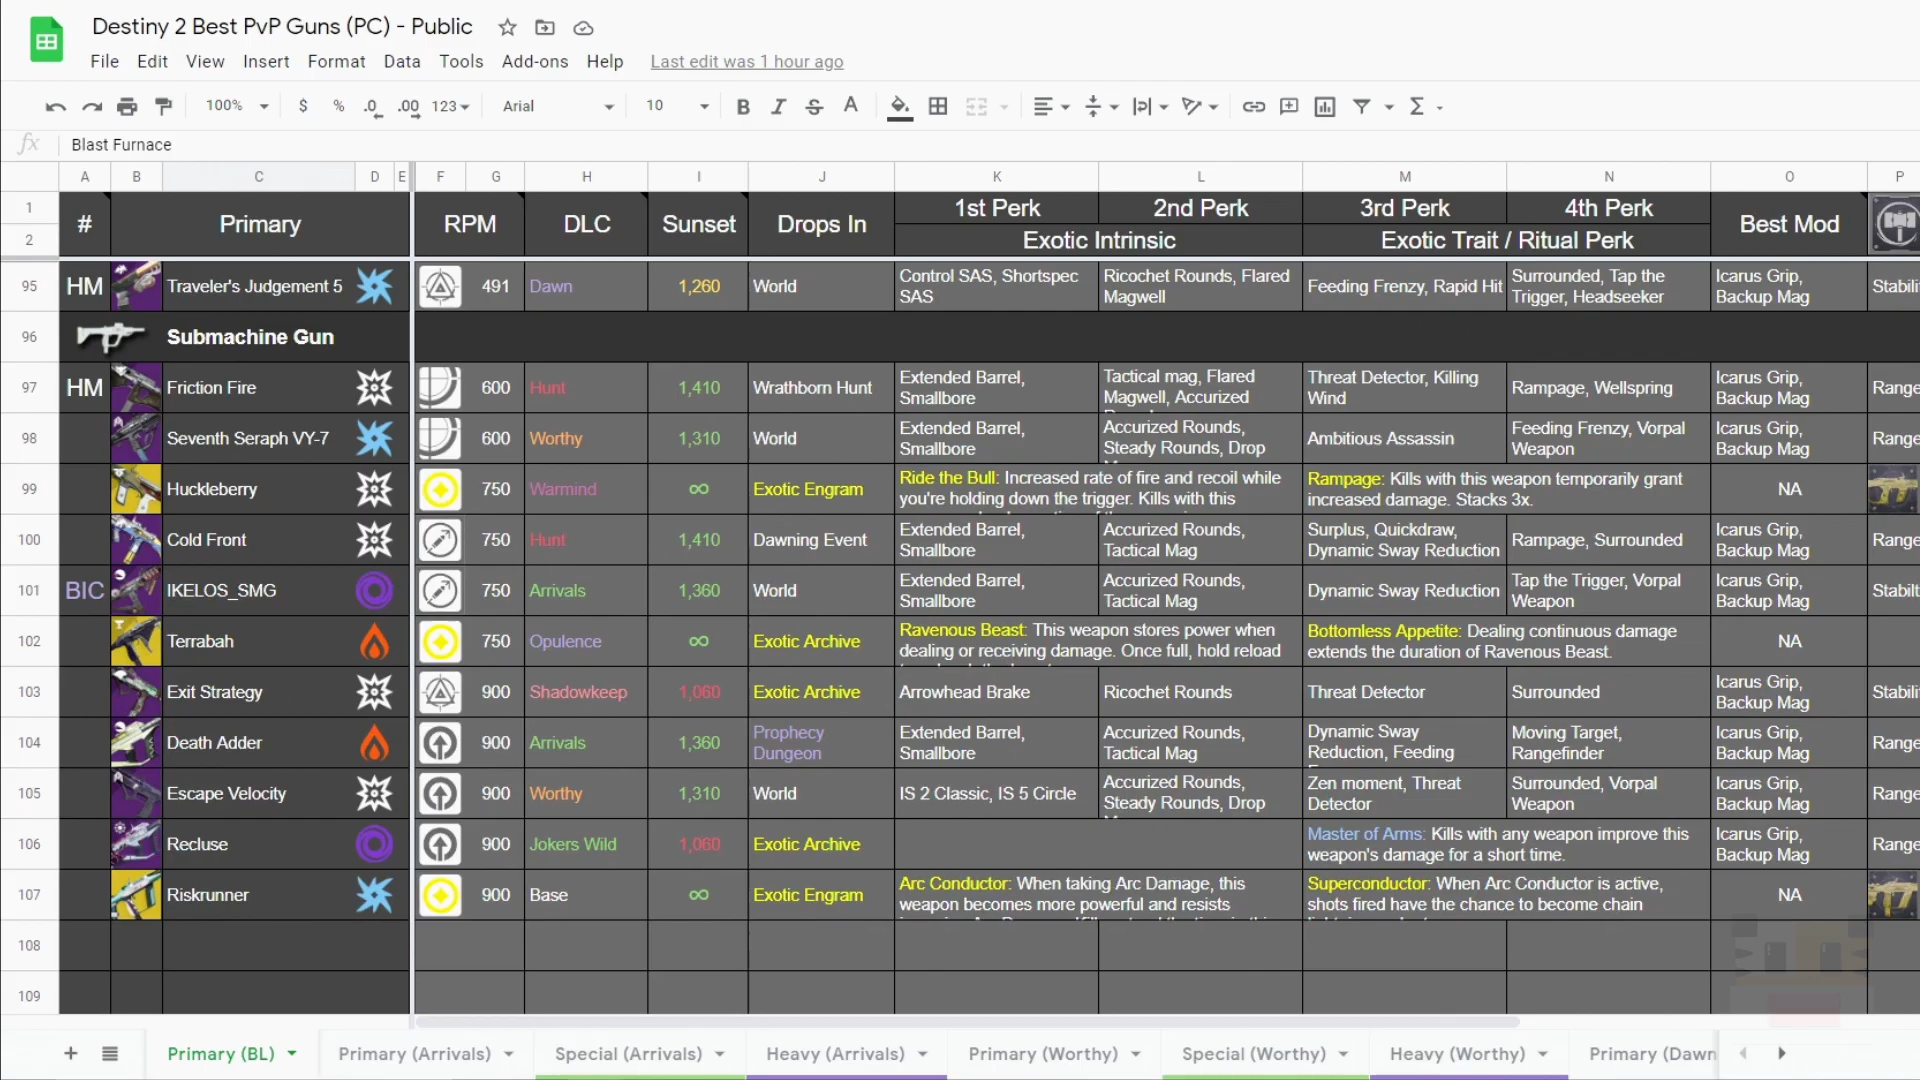 Destiny 2 Best PvP Guns (PC) - Public
File Edit View Insert Format Data Tools Add-ons Help Last edit was 1 hour ago
100% $ % .0 .00 123 Arial 10 B I S A
fx Blast Furnace
A B C D E F G H I J K L M N O P
1 # Primary RPM DLC Sunset Drops In 1st Perk 2nd Perk 3rd Perk 4th Perk Best Mod
2 Exotic Intrinsic Exotic Trait / Ritual Perk
95 HM Traveler's Judgement 5 491 Dawn 1,260 World Control SAS, Shortspec SAS Ricochet Rounds, Flared Magwell Feeding Frenzy, Rapid Hit Surrounded, Tap the Trigger, Headseeker Icarus Grip, Backup Mag Stabili
96 Submachine Gun
97 HM Friction Fire 600 Hunt 1,410 Wrathborn Hunt Extended Barrel, Smallbore Tactical mag, Flared Magwell, Accurized Threat Detector, Killing Wind Rampage, Wellspring Icarus Grip, Backup Mag Range
98 Seventh Seraph VY-7 600 Worthy 1,310 World Extended Barrel, Smallbore Accurized Rounds, Steady Rounds, Drop Ambitious Assassin Feeding Frenzy, Vorpal Weapon Icarus Grip, Backup Mag Range
99 Huckleberry 750 Warmind ∞ Exotic Engram Ride the Bull: Increased rate of fire and recoil while you're holding down the trigger. Kills with this Rampage: Kills with this weapon temporarily grant increased damage. Stacks 3x. NA
100 Cold Front 750 Hunt 1,410 Dawning Event Extended Barrel, Smallbore Accurized Rounds, Tactical Mag Surplus, Quickdraw, Dynamic Sway Reduction Rampage, Surrounded Icarus Grip, Backup Mag Range
101 BIC IKELOS_SMG 750 Arrivals 1,360 World Extended Barrel, Smallbore Accurized Rounds, Tactical Mag Dynamic Sway Reduction Tap the Trigger, Vorpal Weapon Icarus Grip, Backup Mag Stabilt
102 Terrabah 750 Opulence ∞ Exotic Archive Ravenous Beast: This weapon stores power when dealing or receiving damage. Once full, hold reload Bottomless Appetite: Dealing continuous damage extends the duration of Ravenous Beast. NA
103 Exit Strategy 900 Shadowkeep 1,060 Exotic Archive Arrowhead Brake Ricochet Rounds Threat Detector Surrounded Icarus Grip, Backup Mag Stabili
104 Death Adder 900 Arrivals 1,360 Prophecy Dungeon Extended Barrel, Smallbore Accurized Rounds, Tactical Mag Dynamic Sway Reduction, Feeding Moving Target, Rangefinder Icarus Grip, Backup Mag Range
105 Escape Velocity 900 Worthy 1,310 World IS 2 Classic, IS 5 Circle Accurized Rounds, Steady Rounds, Drop Zen moment, Threat Detector Surrounded, Vorpal Weapon Icarus Grip, Backup Mag Range
106 Recluse 900 Jokers Wild 1,060 Exotic Archive Master of Arms: Kills with any weapon improve this weapon's damage for a short time. Icarus Grip, Backup Mag Range
107 Riskrunner 900 Base ∞ Exotic Engram Arc Conductor: When taking Arc Damage, this weapon becomes more powerful and resists Superconductor: When Arc Conductor is active, shots fired have the chance to become chain NA
108
109
Primary (BL) Primary (Arrivals) Special (Arrivals) Heavy (Arrivals) Primary (Worthy) Special (Worthy) Heavy (Worthy) Primary (Dawn